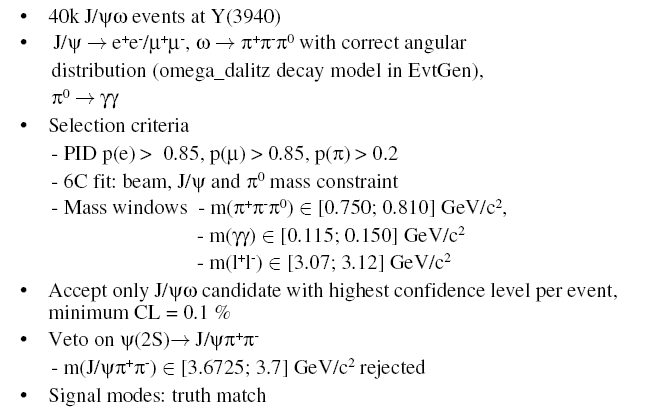 • 40k J/ψω events at Y(3940)
• J/ψ → e⁺e⁻/μ⁺μ⁻, ω → π⁺π⁻π⁰ with correct angular
distribution (omega_dalitz decay model in EvtGen),
π⁰ → γγ
• Selection criteria
- PID p(e) > 0.85, p(μ) > 0.85, p(π) > 0.2
- 6C fit: beam, J/ψ and π⁰ mass constraint
- Mass windows - m(π⁺π⁻π⁰) ∈ [0.750; 0.810] GeV/c²,
- m(γγ) ∈ [0.115; 0.150] GeV/c²
- m(l⁺l⁻) ∈ [3.07; 3.12] GeV/c²
• Accept only J/ψω candidate with highest confidence level per event,
minimum CL = 0.1 %
• Veto on ψ(2S)→ J/ψπ⁺π⁻
- m(J/ψπ⁺π⁻) ∈ [3.6725; 3.7] GeV/c² rejected
• Signal modes: truth match